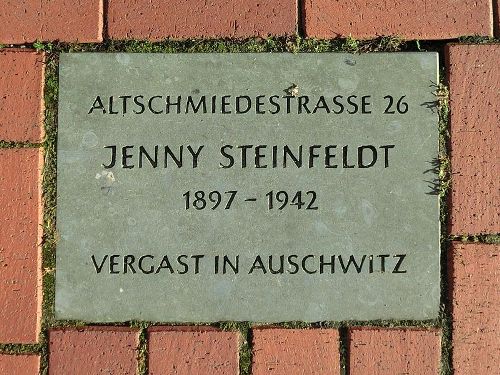 ALTSCHMIEDESTRASSE 26
JENNY STEINFELDT
1897 - 1942
VERGAST IN AUSCHWITZ